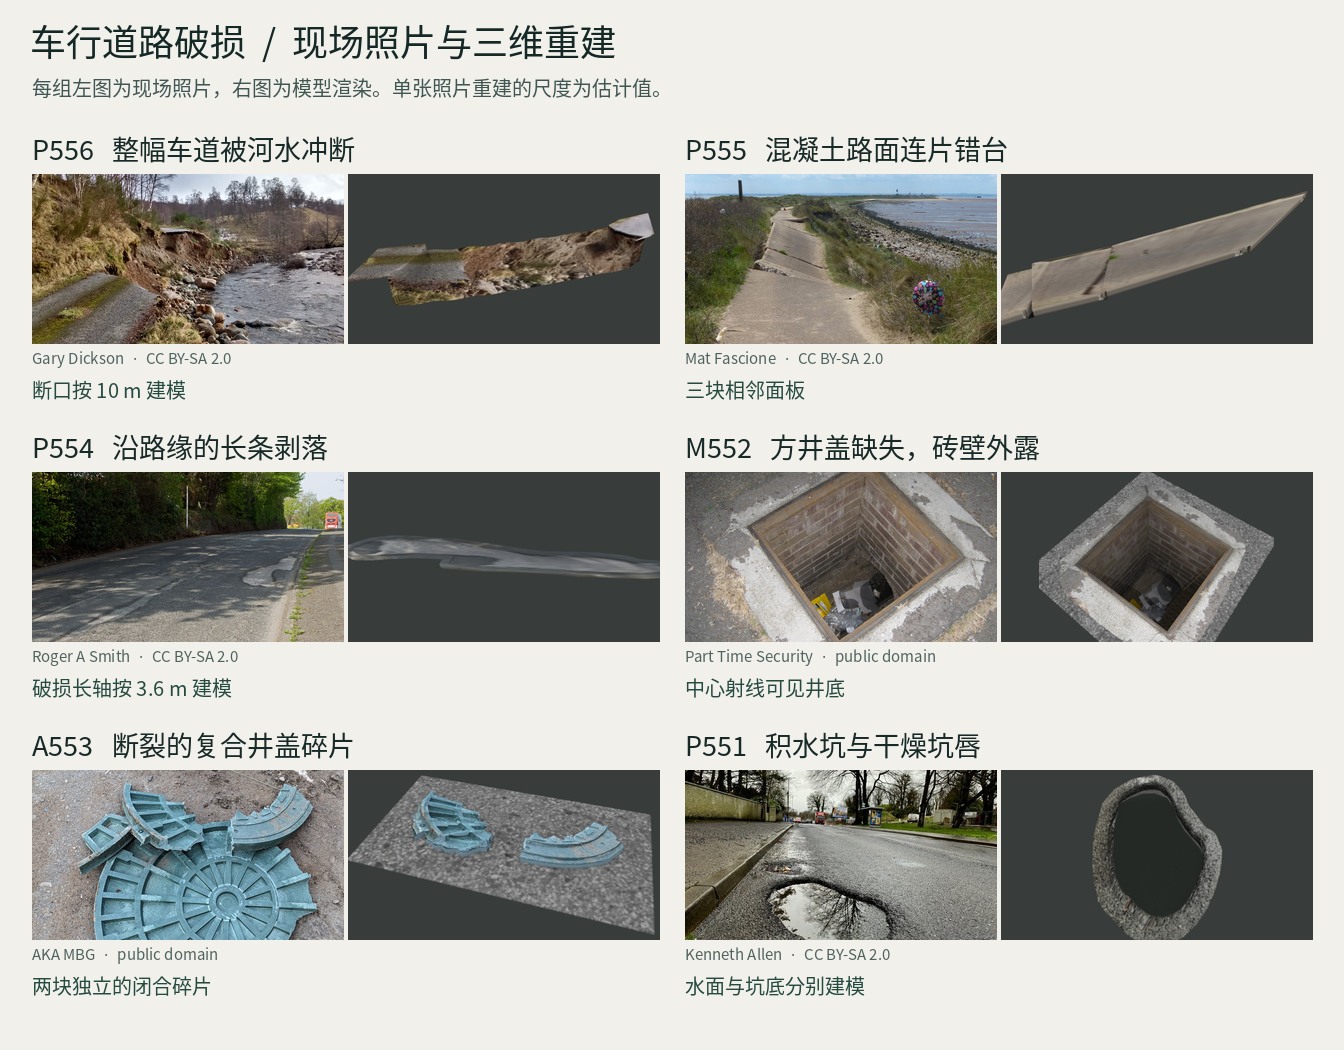 车行道路破损 / 现场照片与三维重建
每组左图为现场照片，右图为模型渲染。单张照片重建的尺度为估计值。
P556 整幅车道被河水冲断
Gary Dickson · CC BY-SA 2.0
断口按 10 m 建模
P555 混凝土路面连片错台
Mat Fascione · CC BY-SA 2.0
三块相邻面板
P554 沿路缘的长条剥落
Roger A Smith · CC BY-SA 2.0
破损长轴按 3.6 m 建模
M552 方井盖缺失，砖壁外露
Part Time Security · public domain
中心射线可见井底
A553 断裂的复合井盖碎片
AKA MBG · public domain
两块独立的闭合碎片
P551 积水坑与干燥坑唇
Kenneth Allen · CC BY-SA 2.0
水面与坑底分别建模